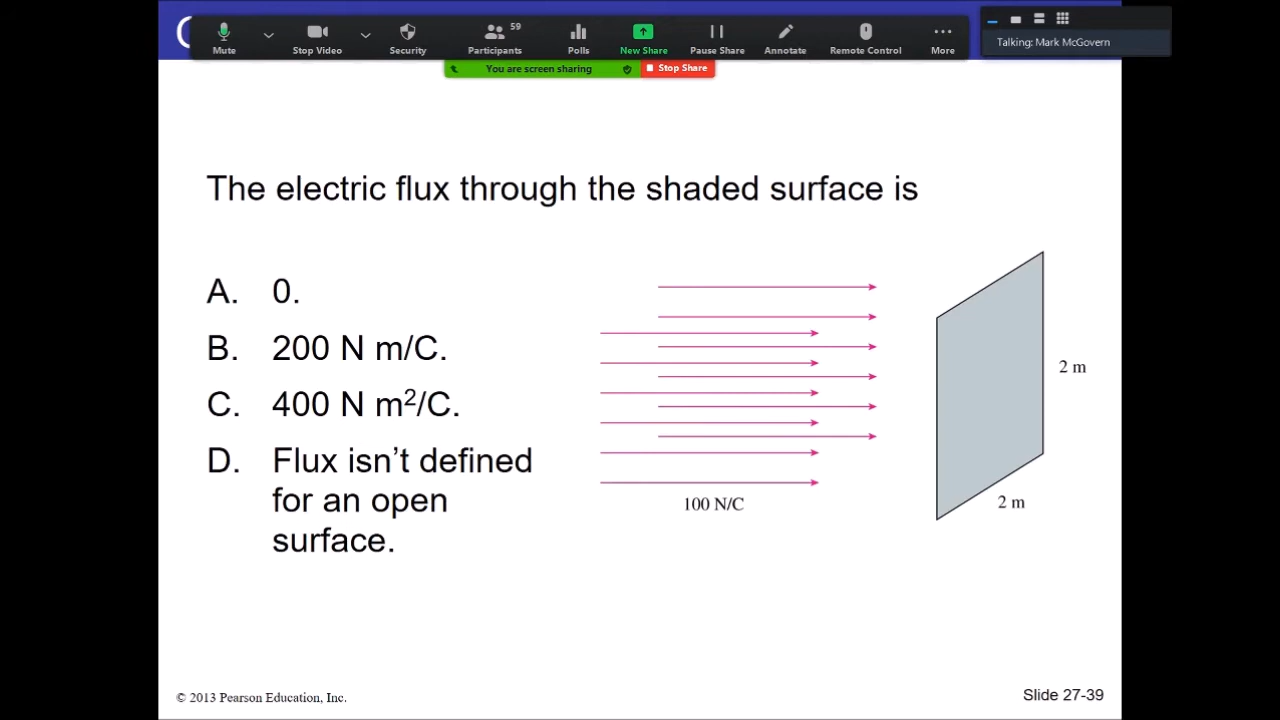 59
Mute
Stop Video
Security
Participants
Polls
New Share
Pause Share
Annotate
Remote Control
More
Talking: Mark McGovern
You are screen sharing
Stop Share
The electric flux through the shaded surface is
A. 0.
B. 200 N m/C.
C. 400 N m²/C.
D. Flux isn’t defined
for an open
surface.
100 N/C
2 m
2 m
© 2013 Pearson Education, Inc.
Slide 27-39